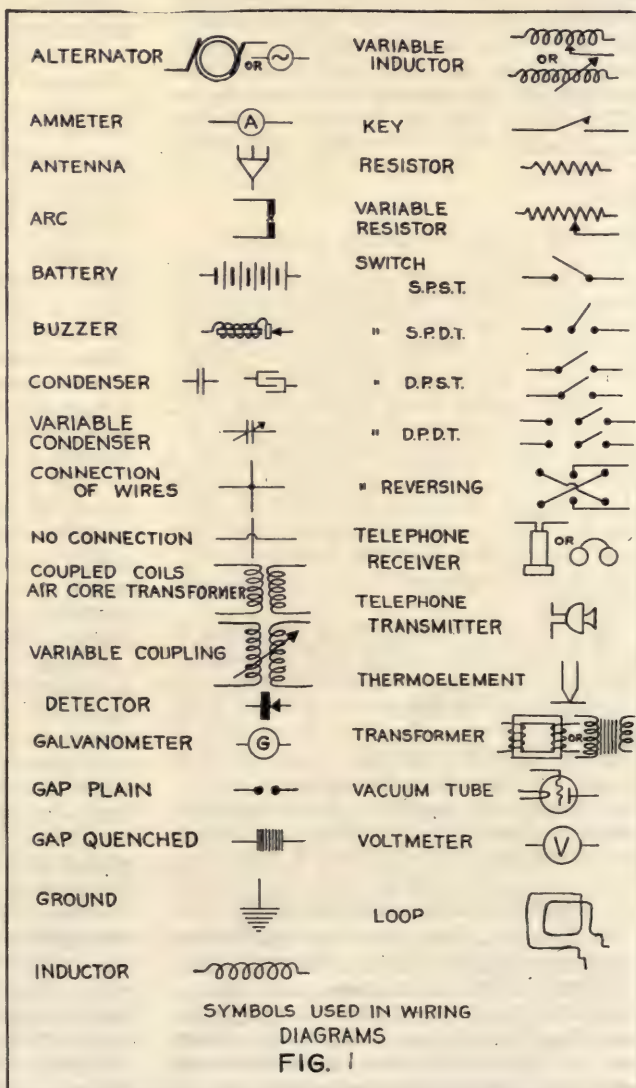 ALTERNATOR OR
AMMETER A
ANTENNA
ARC
BATTERY
BUZZER
CONDENSER
VARIABLE
CONDENSER
CONNECTION
OF WIRES
NO CONNECTION
COUPLED COILS
AIR CORE TRANSFORMER
VARIABLE COUPLING
DETECTOR
GALVANOMETER G
GAP PLAIN
GAP QUENCHED
GROUND
INDUCTOR
VARIABLE
INDUCTOR OR
KEY
RESISTOR
VARIABLE
RESISTOR
SWITCH
S.P.S.T.
" S.P.D.T.
" D.P.S.T.
" D.P.D.T.
" REVERSING
TELEPHONE OR
RECEIVER
TELEPHONE
TRANSMITTER
THERMOELEMENT
TRANSFORMER OR
VACUUM TUBE
VOLTMETER V
LOOP
SYMBOLS USED IN WIRING
DIAGRAMS
FIG. 1